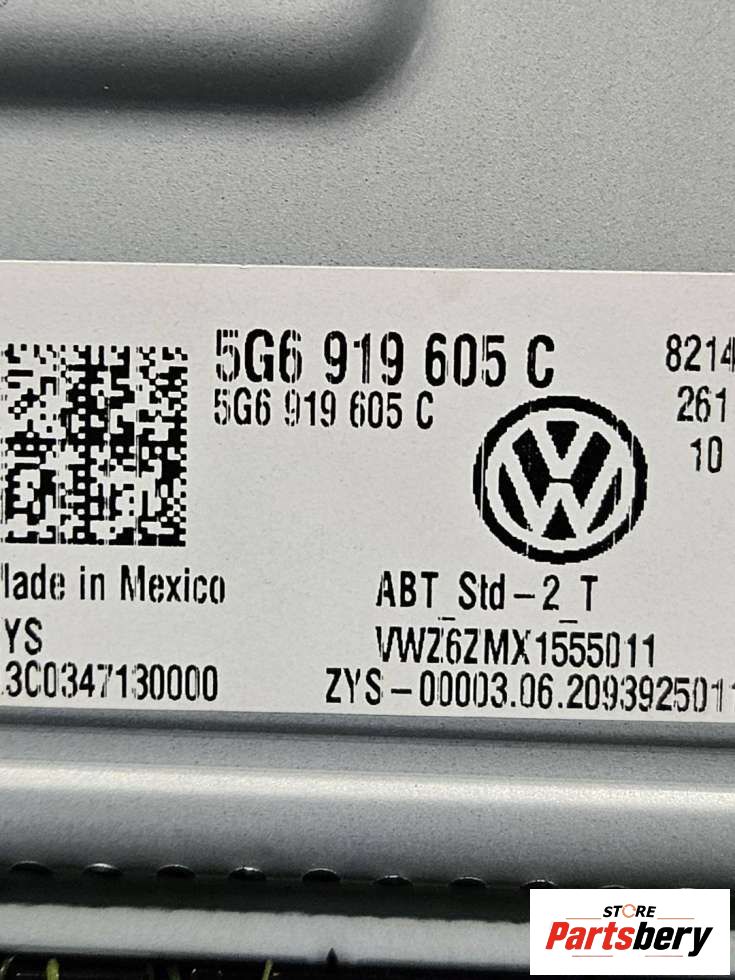 5G6 919 605 C
5G6 919 605 C
8214
261
10
Made in Mexico
YS
3C0347130000
ABT_Std-2_T
VWZ6ZMX1555011
ZYS-00003.06.2093925011
STORE
Partsbery